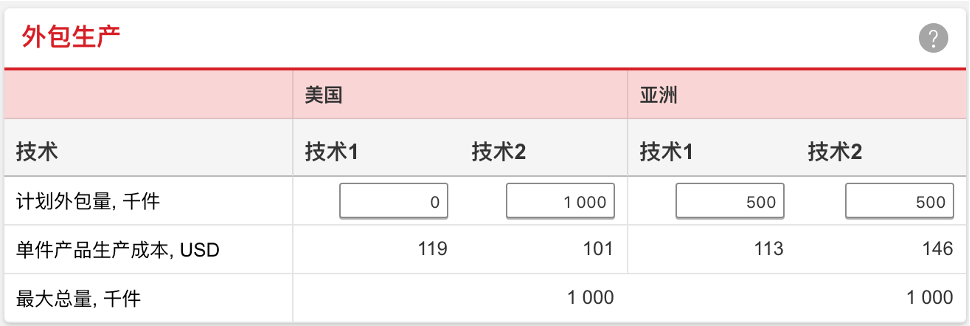 外包生产
?
美国 亚洲
技术 技术1 技术2 技术1 技术2
计划外包量, 千件 0 1 000 500 500
单件产品生产成本, USD 119 101 113 146
最大总量, 千件 1 000 1 000